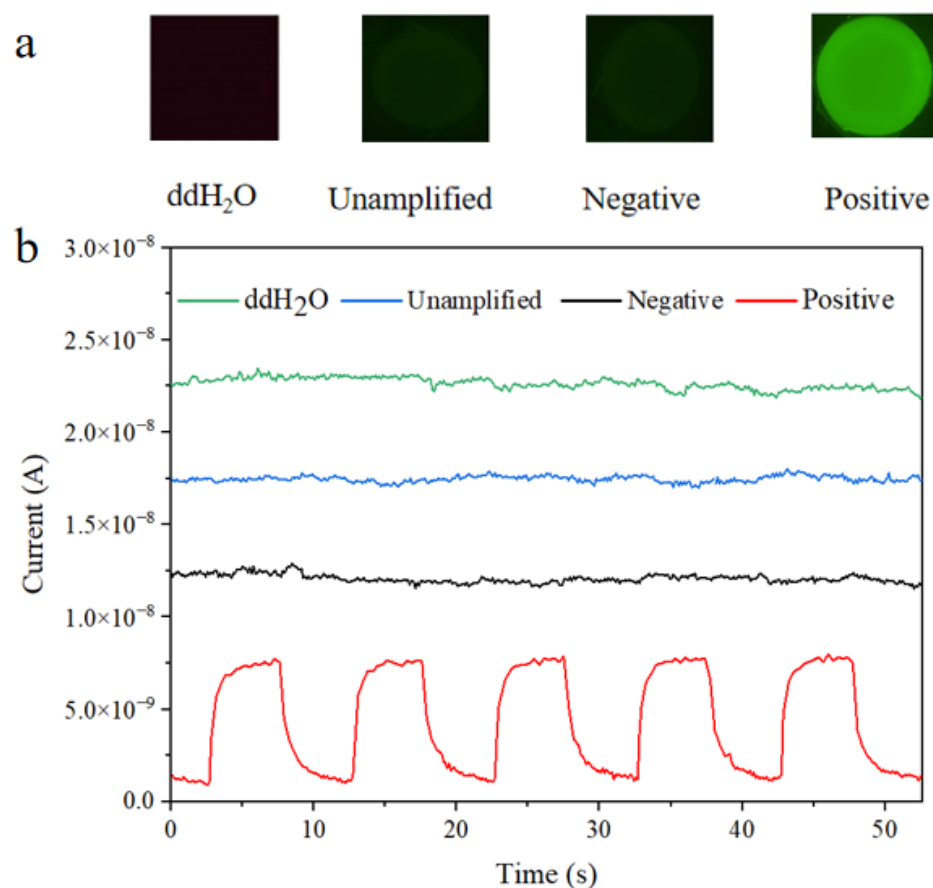 a
ddH₂O Unamplified Negative Positive
b
3.0×10⁻⁸
ddH₂O Unamplified Negative Positive
2.5×10⁻⁸
2.0×10⁻⁸
1.5×10⁻⁸
1.0×10⁻⁸
5.0×10⁻⁹
0.0
Current (A)
0 10 20 30 40 50
Time (s)